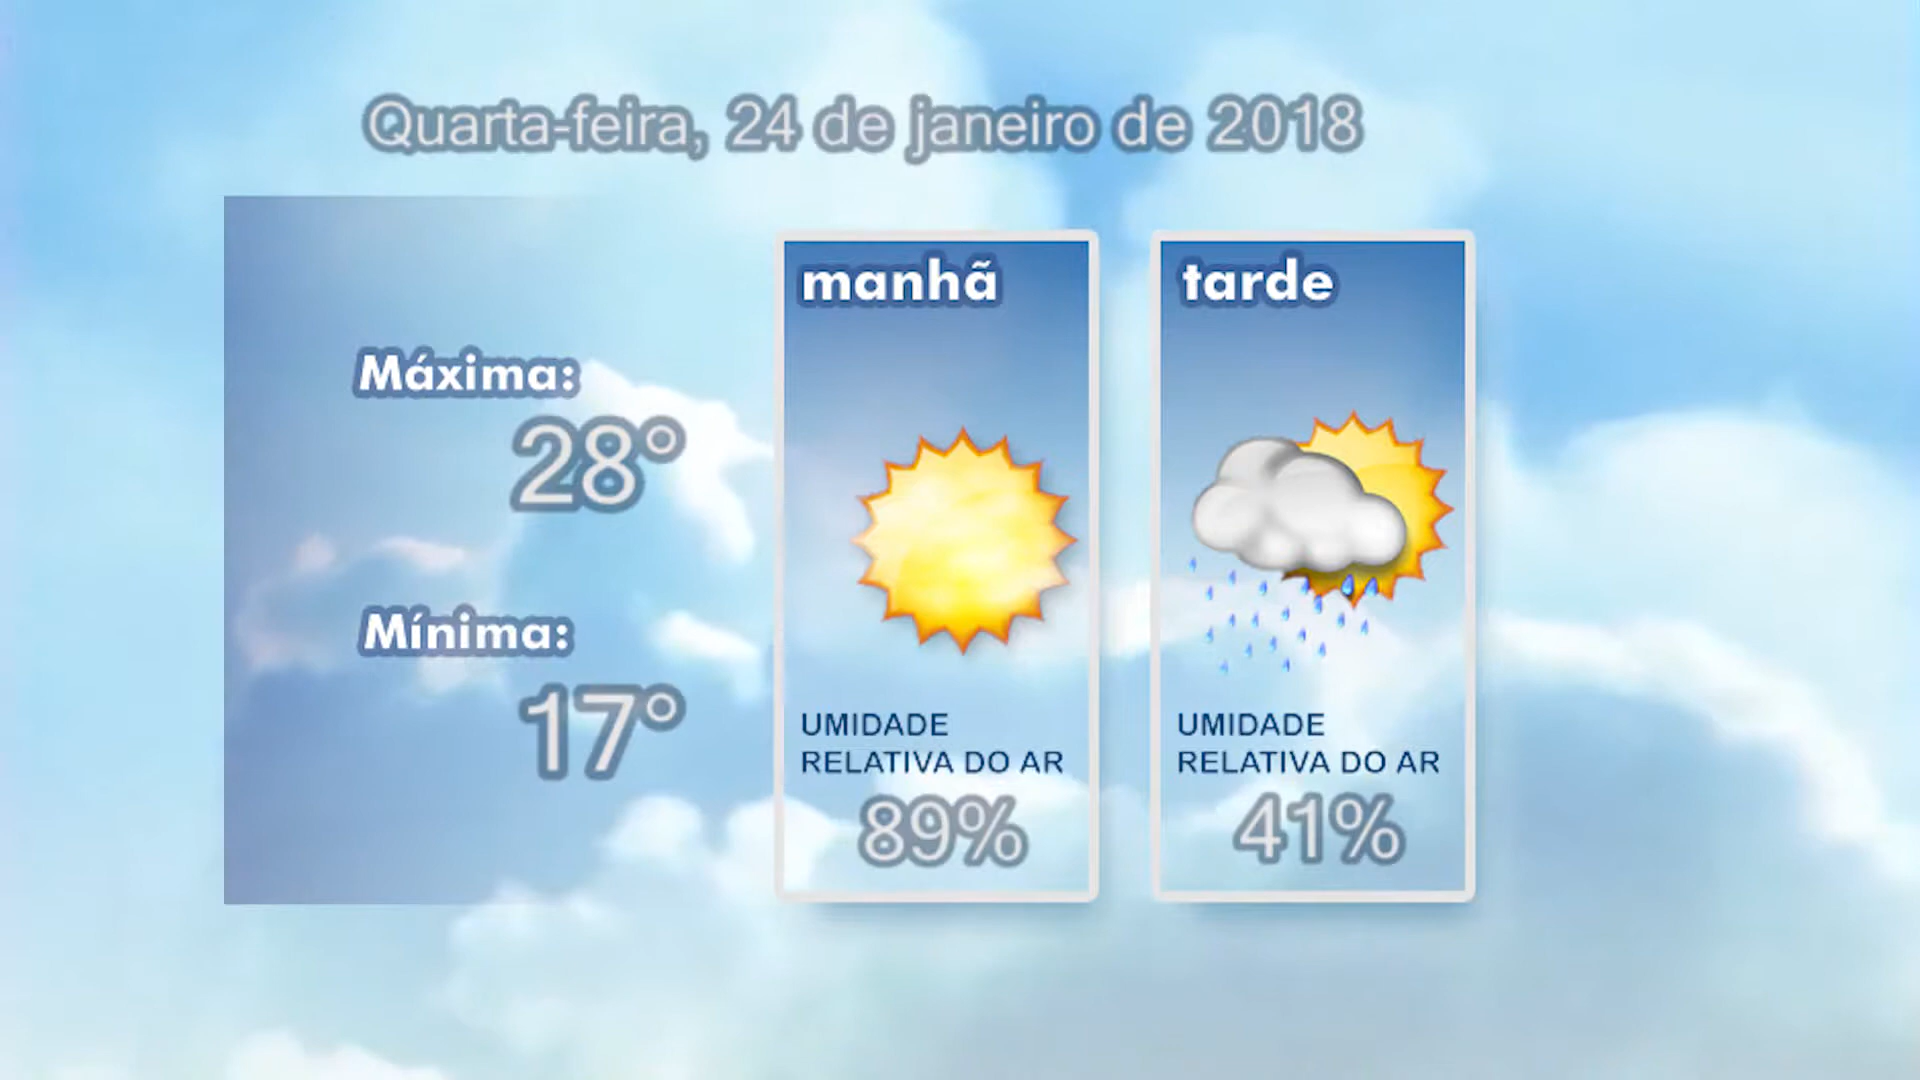 Quarta-feira, 24 de janeiro de 2018
Máxima:
28°
Mínima:
17°
manhã
UMIDADE
RELATIVA DO AR
89%
tarde
UMIDADE
RELATIVA DO AR
41%